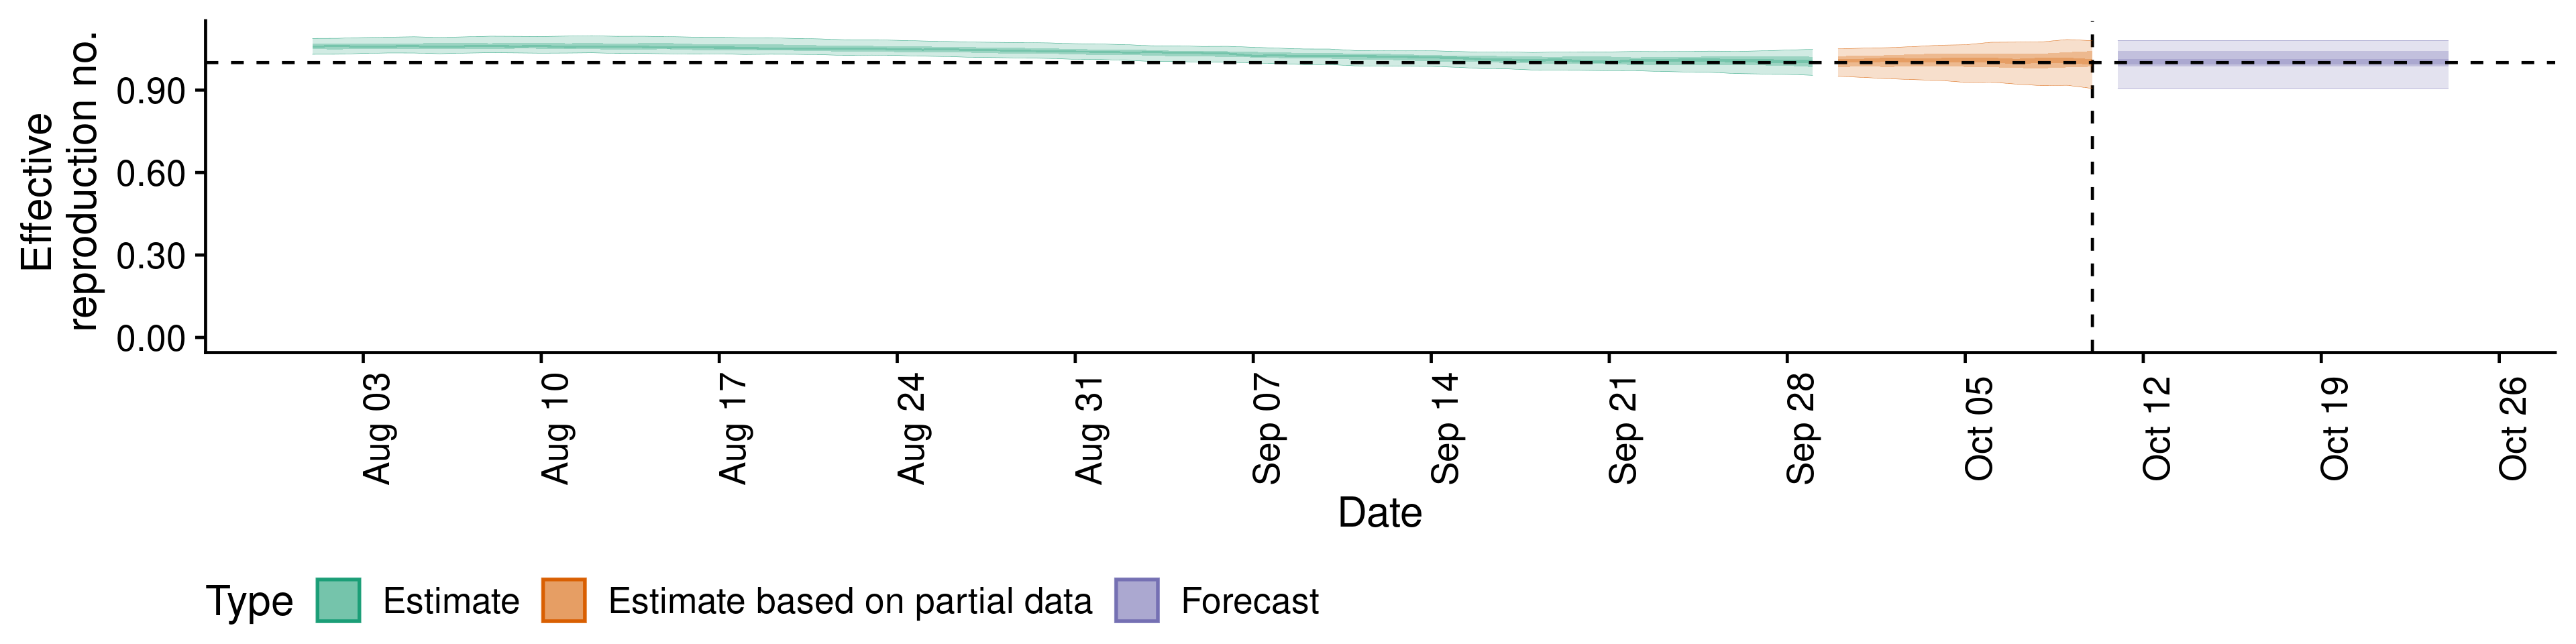 Effective
reproduction no.
0.90
0.60
0.30
0.00
Aug 03
Aug 10
Aug 17
Aug 24
Aug 31
Sep 07
Sep 14
Sep 21
Sep 28
Oct 05
Oct 12
Oct 19
Oct 26
Date
Type Estimate Estimate based on partial data Forecast